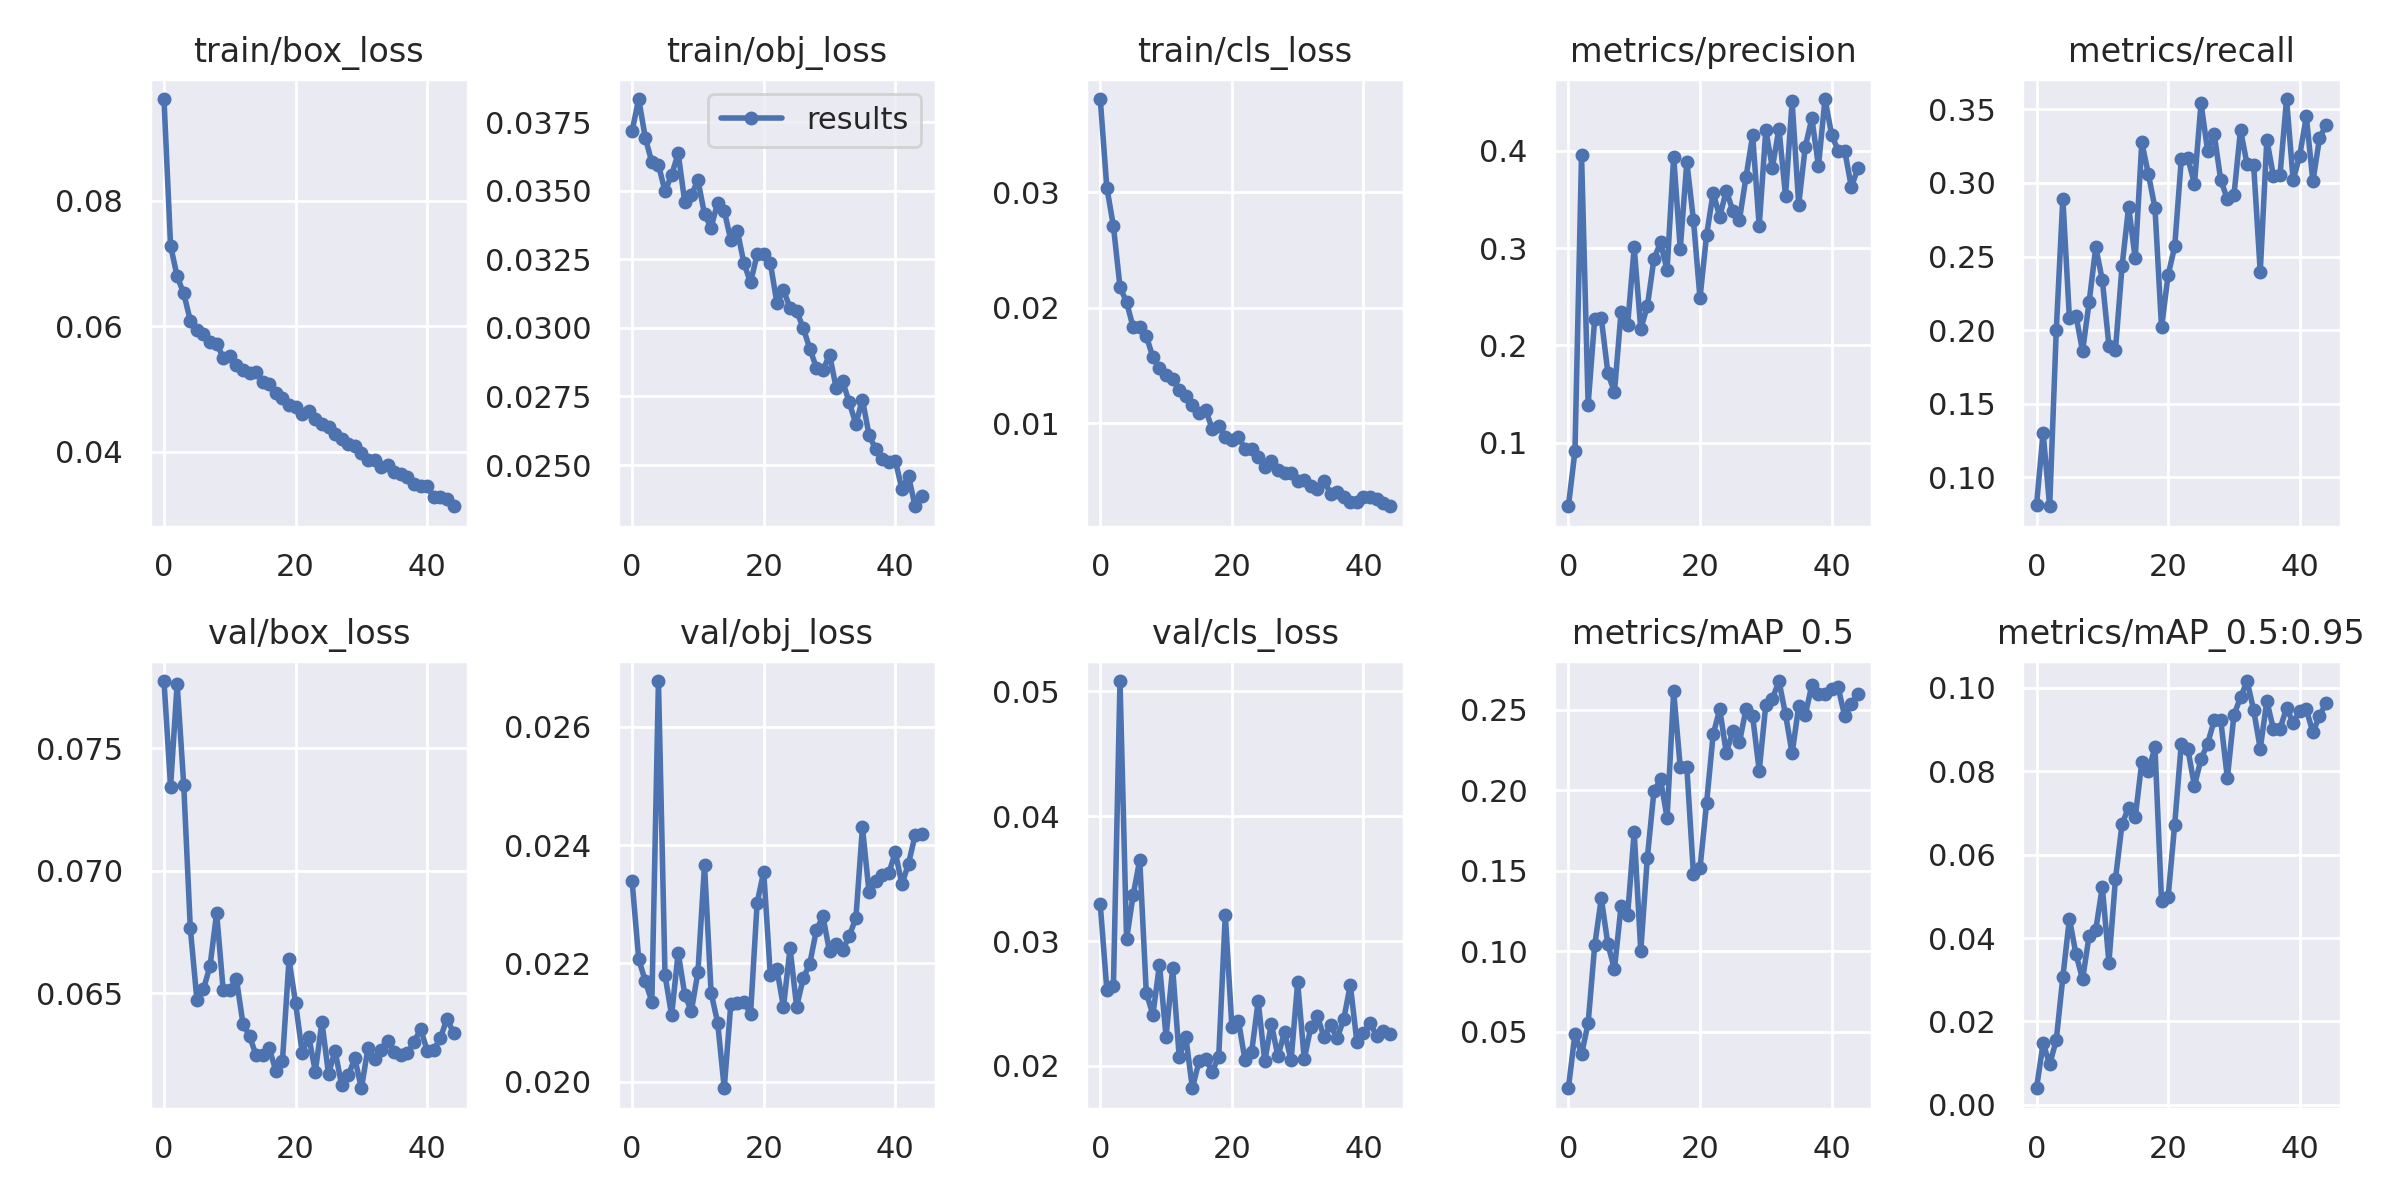 train/box_loss
0.08
0.06
0.04
0 20 40
train/obj_loss
results
0.0375
0.0350
0.0325
0.0300
0.0275
0.0250
0 20 40
train/cls_loss
0.03
0.02
0.01
0 20 40
metrics/precision
0.4
0.3
0.2
0.1
0 20 40
metrics/recall
0.35
0.30
0.25
0.20
0.15
0.10
0 20 40
val/box_loss
0.075
0.070
0.065
0 20 40
val/obj_loss
0.026
0.024
0.022
0.020
0 20 40
val/cls_loss
0.05
0.04
0.03
0.02
0 20 40
metrics/mAP_0.5
0.25
0.20
0.15
0.10
0.05
0 20 40
metrics/mAP_0.5:0.95
0.10
0.08
0.06
0.04
0.02
0.00
0 20 40